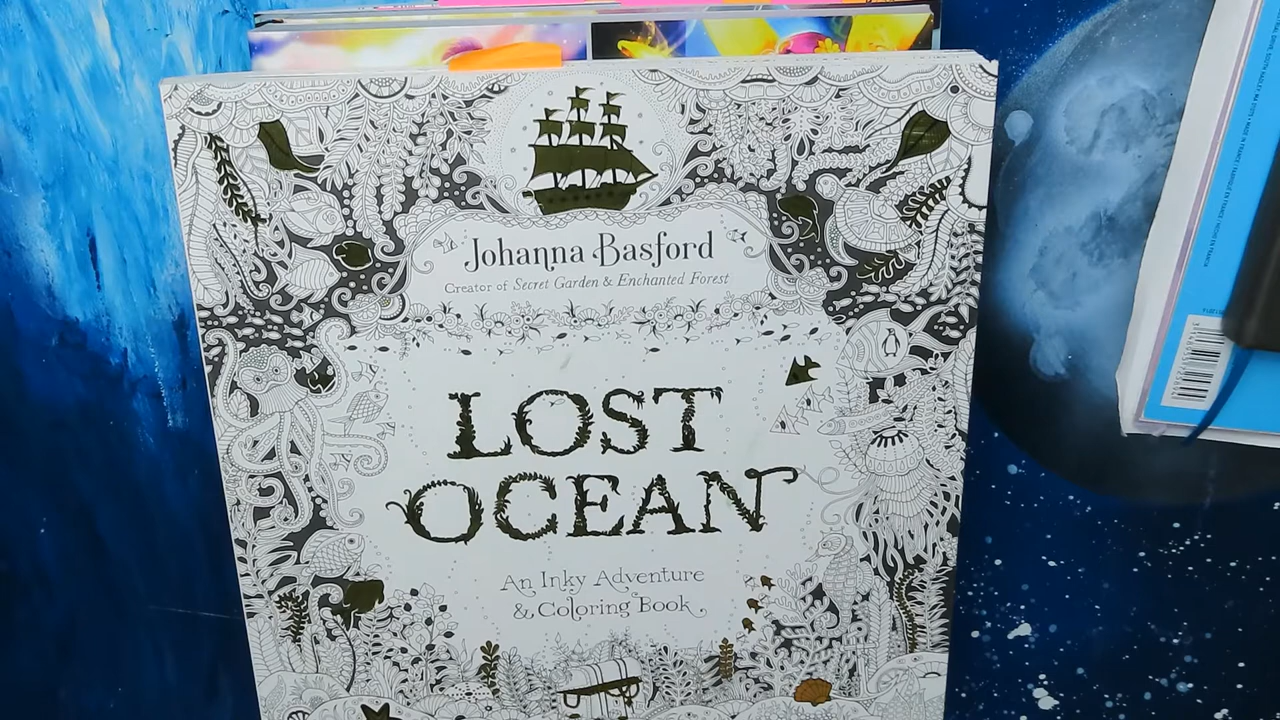 Johanna Basford
Creator of Secret Garden & Enchanted Forest
LOST
OCEAN
An Inky Adventure
& Coloring Book